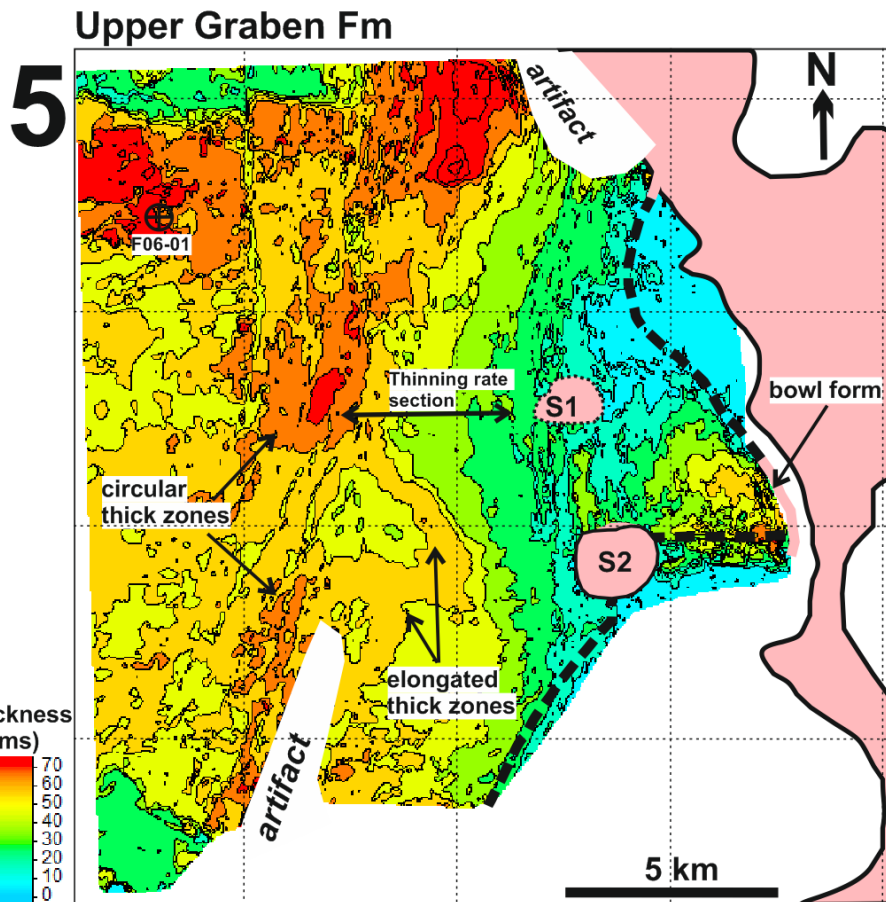 Upper Graben Fm
5
artifact
N
F06-01
Thinning rate
section
S1
bowl form
circular
thick zones
S2
elongated
thick zones
artifact
ckness
ms)
70
60
50
40
30
20
10
0
5 km